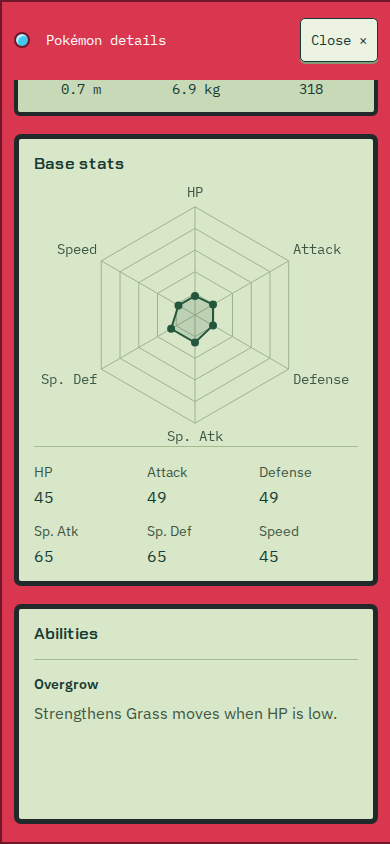 Pokémon details
Close ×
0.7 m 6.9 kg 318
Base stats
HP
Speed Attack
Sp. Def Defense
Sp. Atk
HP Attack Defense
45 49 49
Sp. Atk Sp. Def Speed
65 65 45
Abilities
Overgrow
Strengthens Grass moves when HP is low.